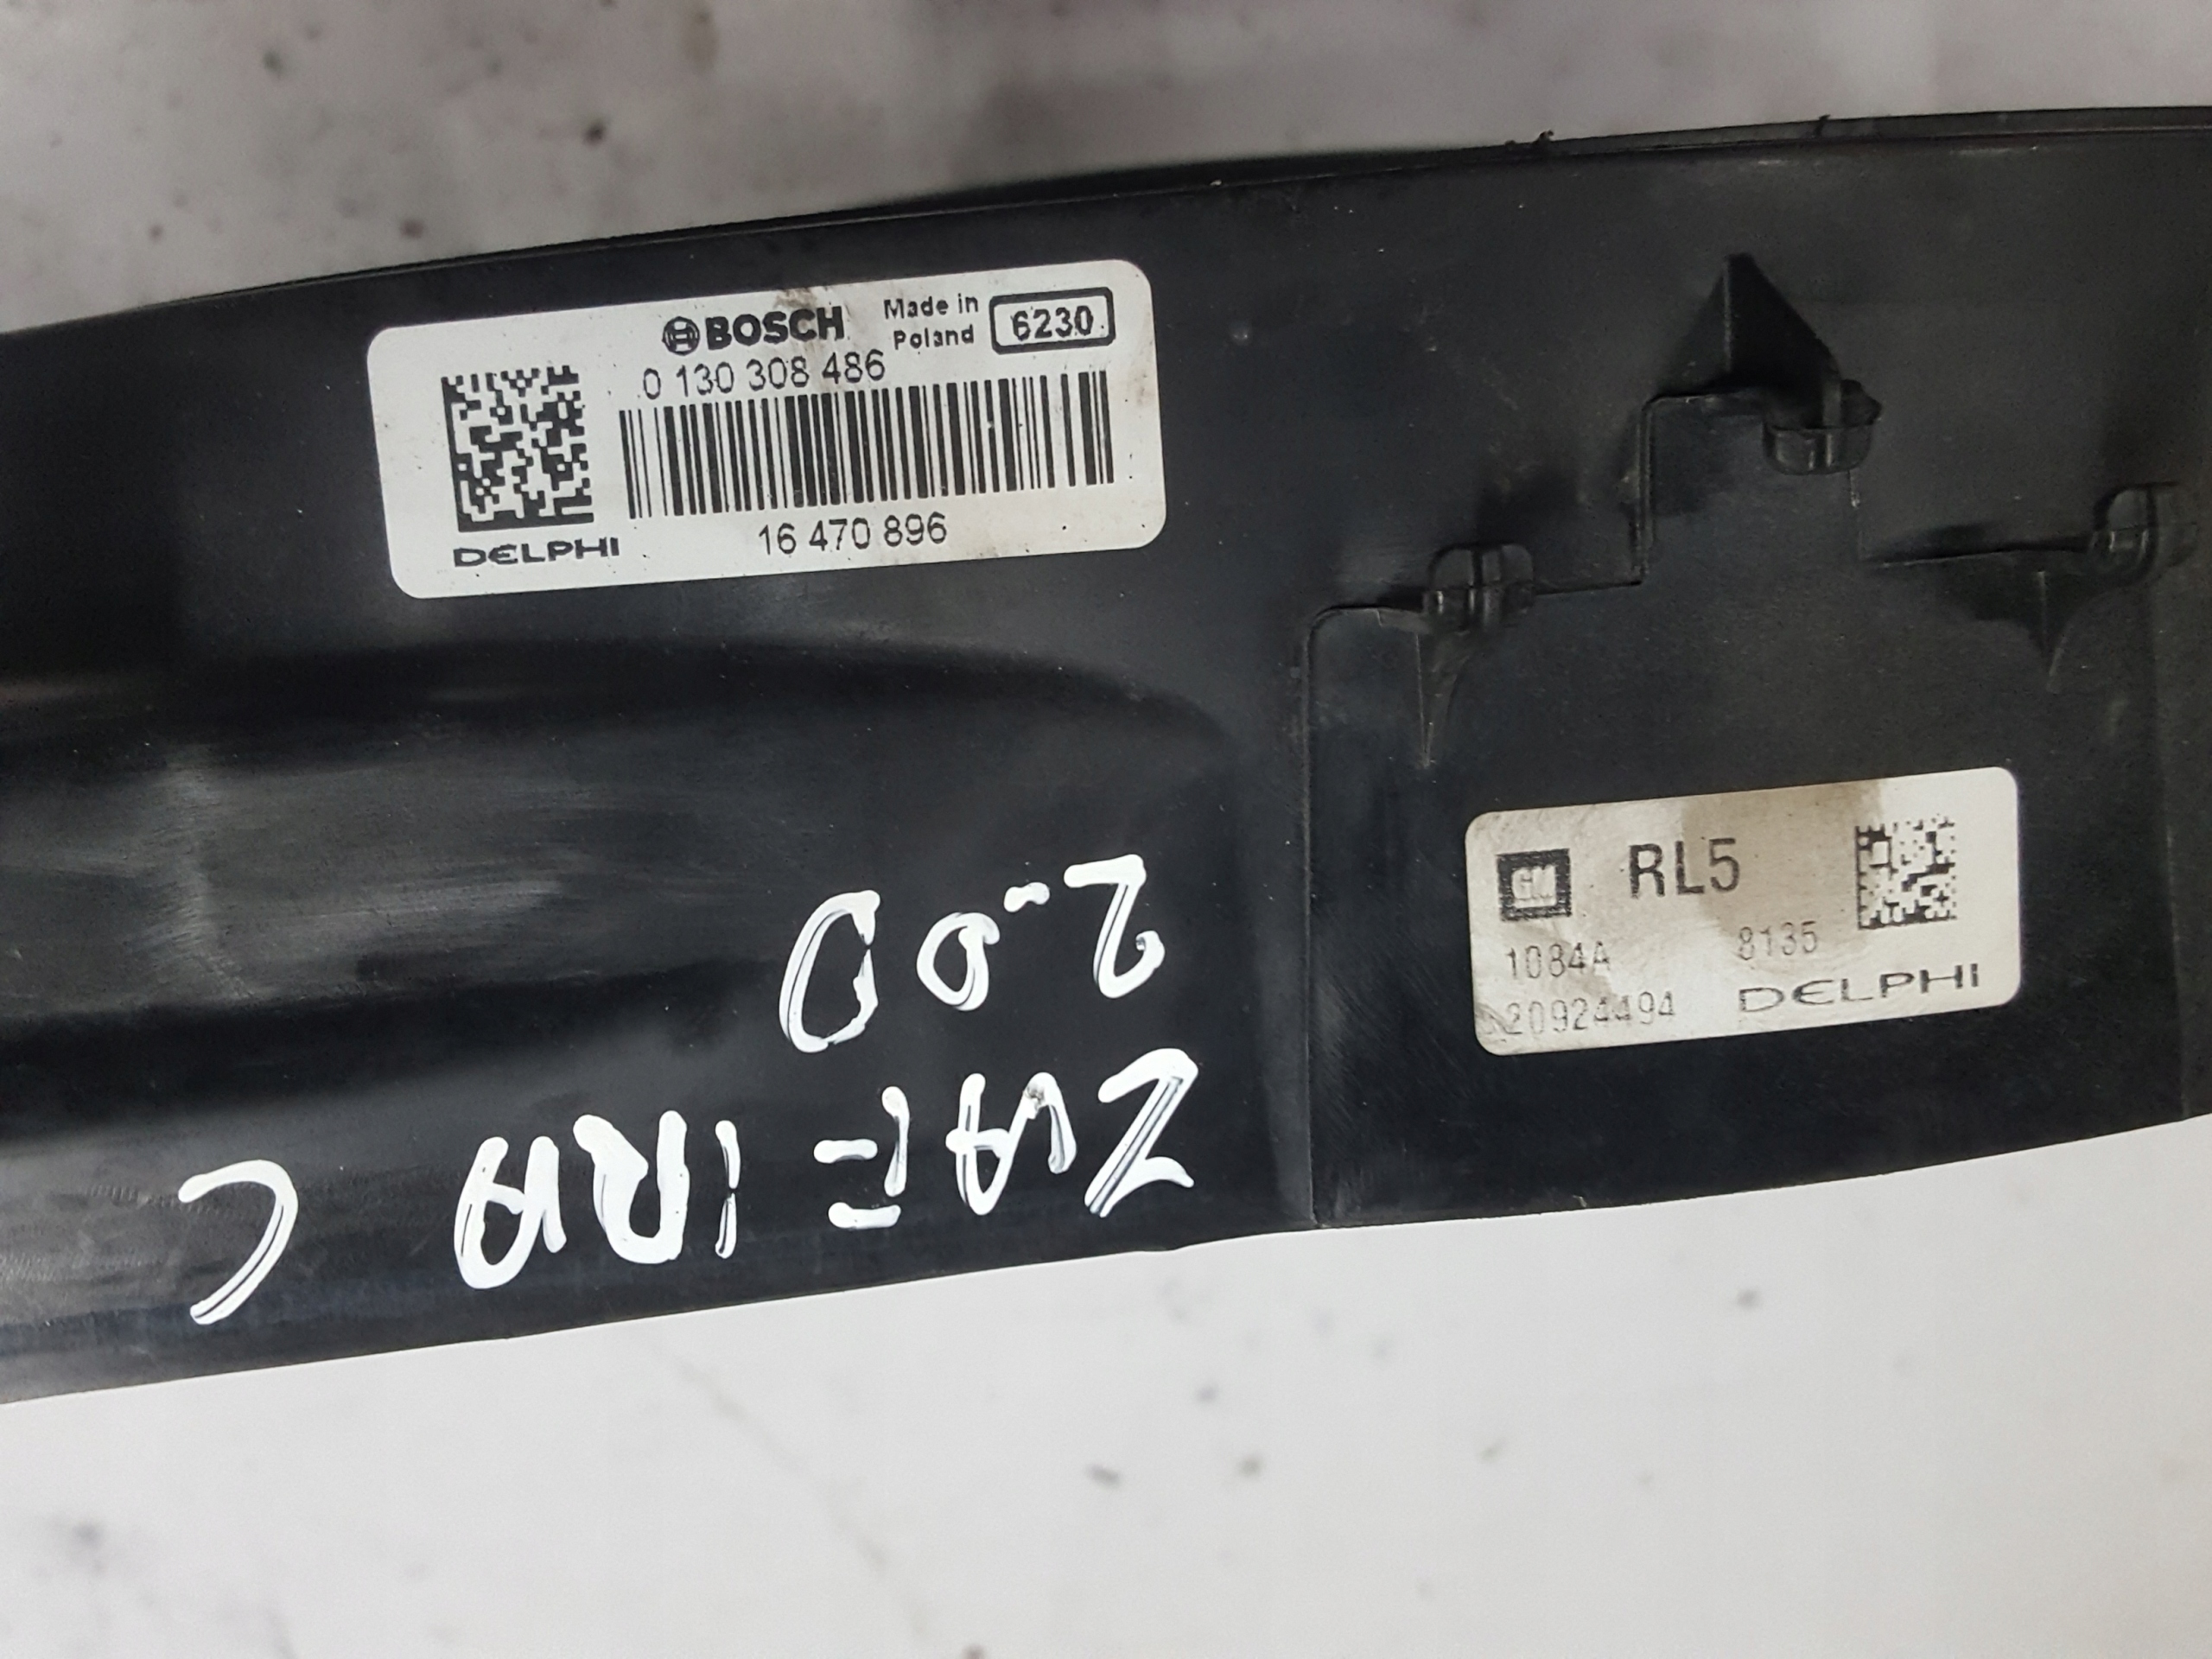 BOSCH
Made in
Poland
6230
0 130 308 486
DELPHI
16 470 896
GM
RL5
1084A 8135
20924494 DELPHI
ZAFIRA C
2.0D